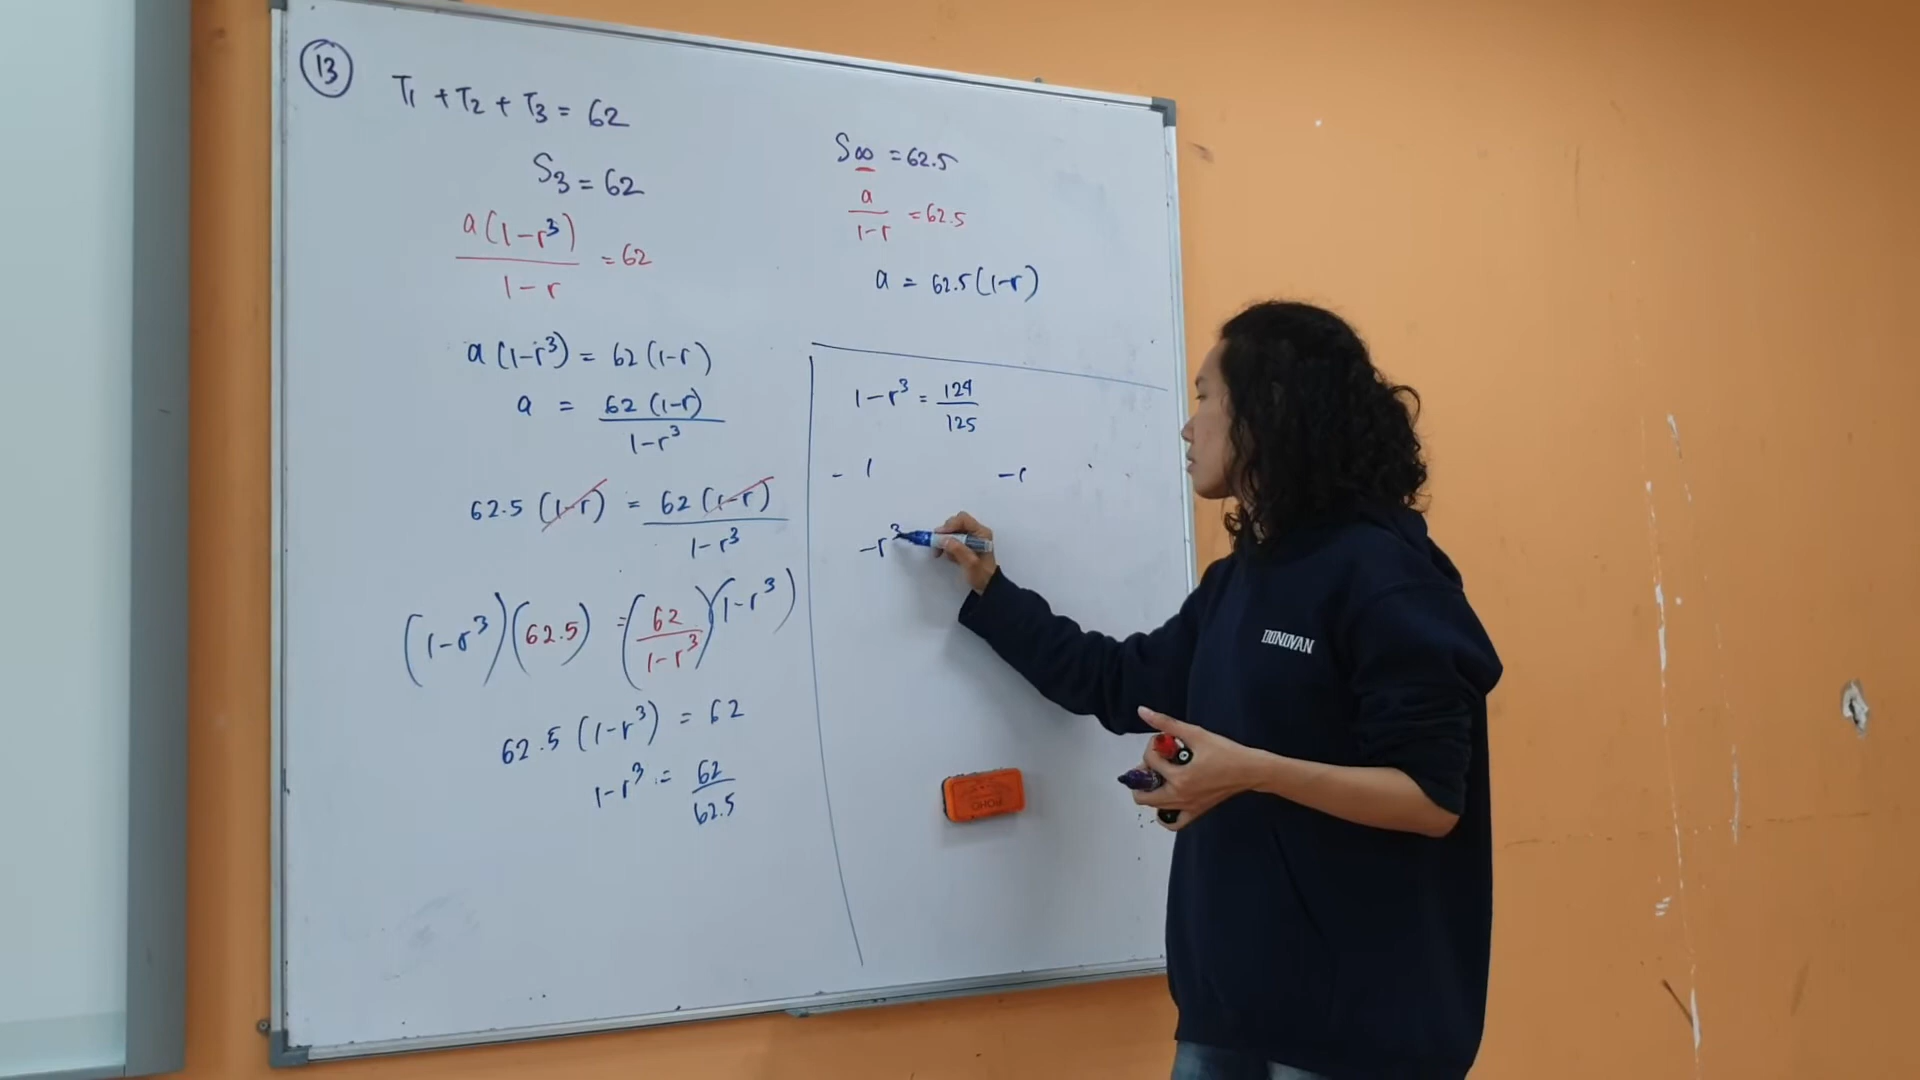 13
T1 + T2 + T3 = 62
S3 = 62
a(1-r³)/1-r = 62
a(1-r³) = 62(1-r)
a = 62(1-r)/1-r³
62.5 (1-r) = 62(1-r)/1-r³
(1-r³)(62.5) = (62/1-r³)(1-r³)
62.5 (1-r³) = 62
1-r³ = 62/62.5
S∞ = 62.5
a/1-r = 62.5
a = 62.5(1-r)
1-r³ = 124/125
- 1 -1
-r³
DONOVAN